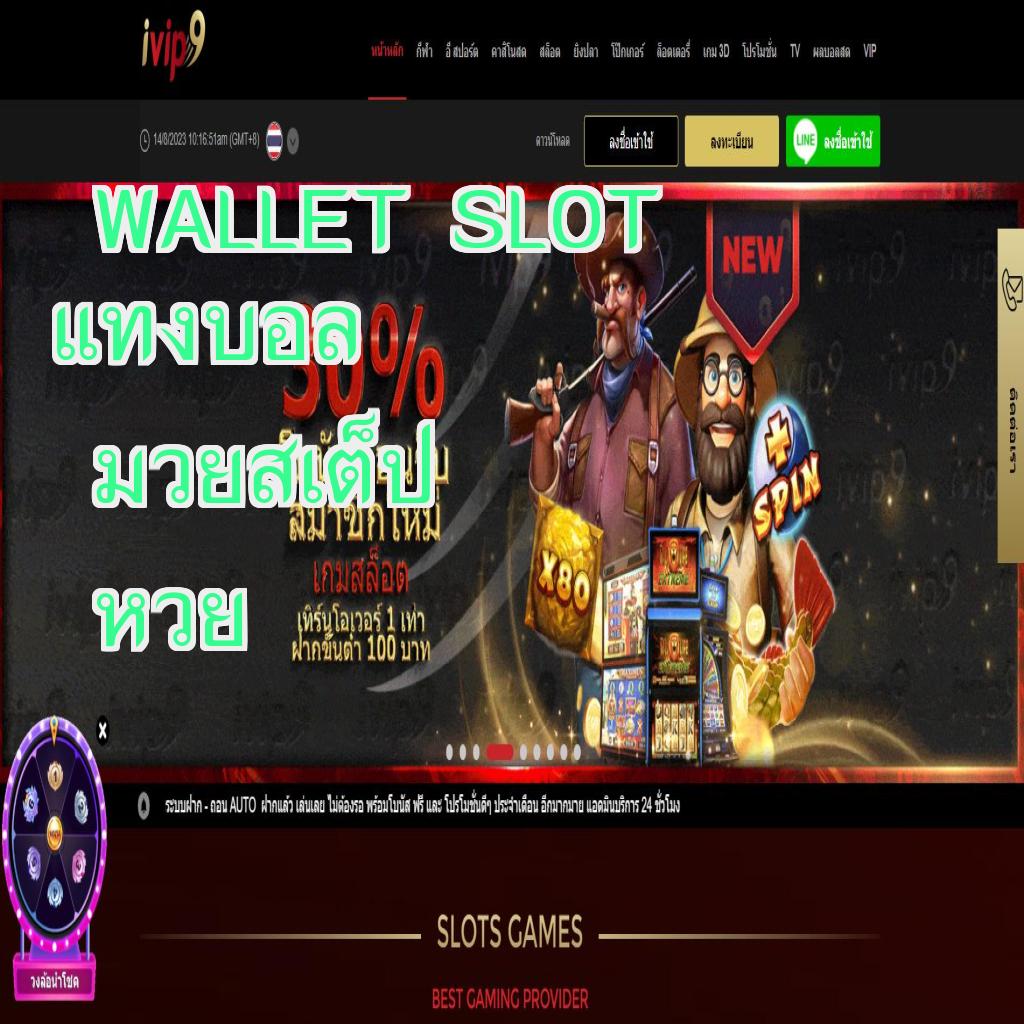 ivip9
หน้าหลัก กีฬา อีสปอร์ต คาสิโนสด สล็อต ยิงปลา โป๊กเกอร์ ล็อตเตอรี่ เกม 3D โปรโมชั่น TV ผลบอลสด VIP
14/8/2023 10:16:51am (GMT+8)
ดาวน์โหลด ลงชื่อเข้าใช้ ลงทะเบียน LINE ลงชื่อเข้าใช้
WALLET SLOT
NEW
แทงบอล
30%
มวยสเต็ป
สมาชิกใหม่
+ SPIN
เกมสล็อต
X80
EXTREME
หวย
เทิร์นโอเวอร์ 1 เท่า
ฝากขั้นต่ำ 100 บาท
ติดต่อเรา
X
ระบบฝาก - ถอน AUTO ฝากแล้ว เล่นเลย ไม่ต้องรอ พร้อมโบนัส ฟรี และ โปรโมชั่นดีๆ ประจำเดือน อีกมากมาย แอดมินบริการ 24 ชั่วโมง
วงล้อนำโชค
SLOTS GAMES
BEST GAMING PROVIDER